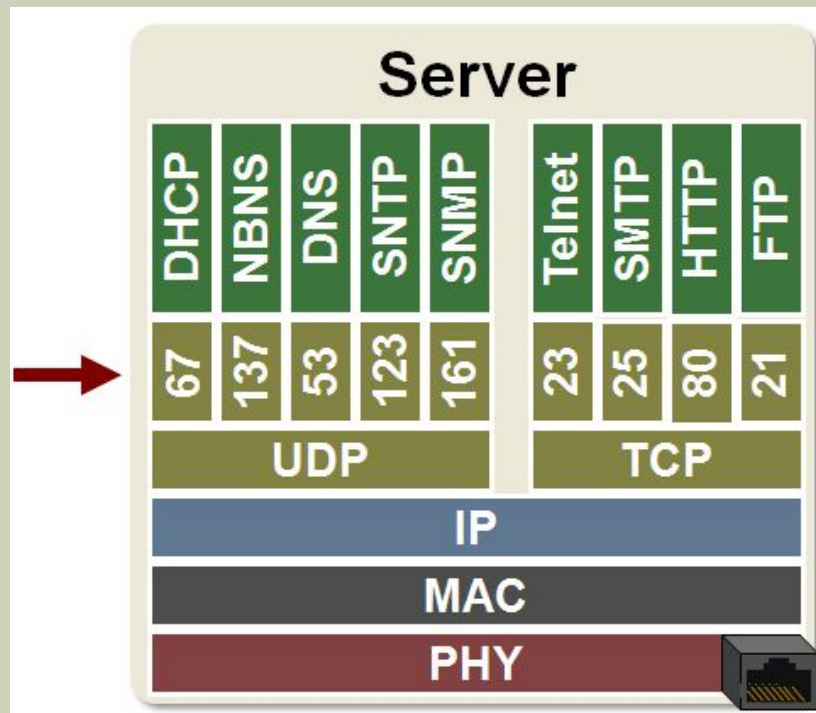 Server
DHCP NBNS DNS SNTP SNMP Telnet SMTP HTTP FTP
67 137 53 123 161 23 25 80 21
UDP TCP
IP
MAC
PHY